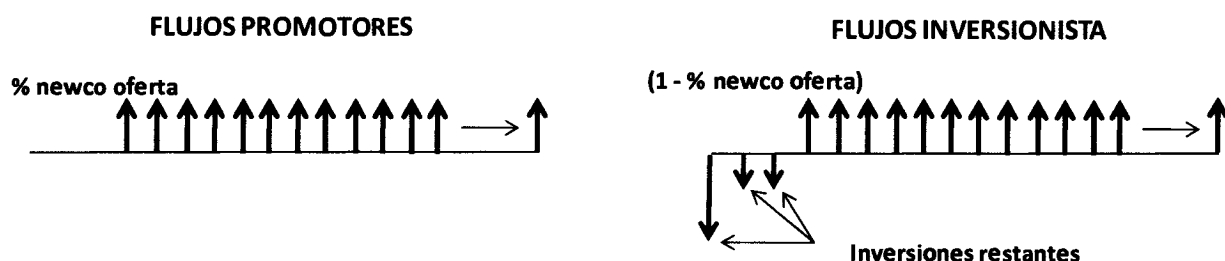 FLUJOS PROMOTORES
% newco oferta
FLUJOS INVERSIONISTA
(1 - % newco oferta)
Inversiones restantes